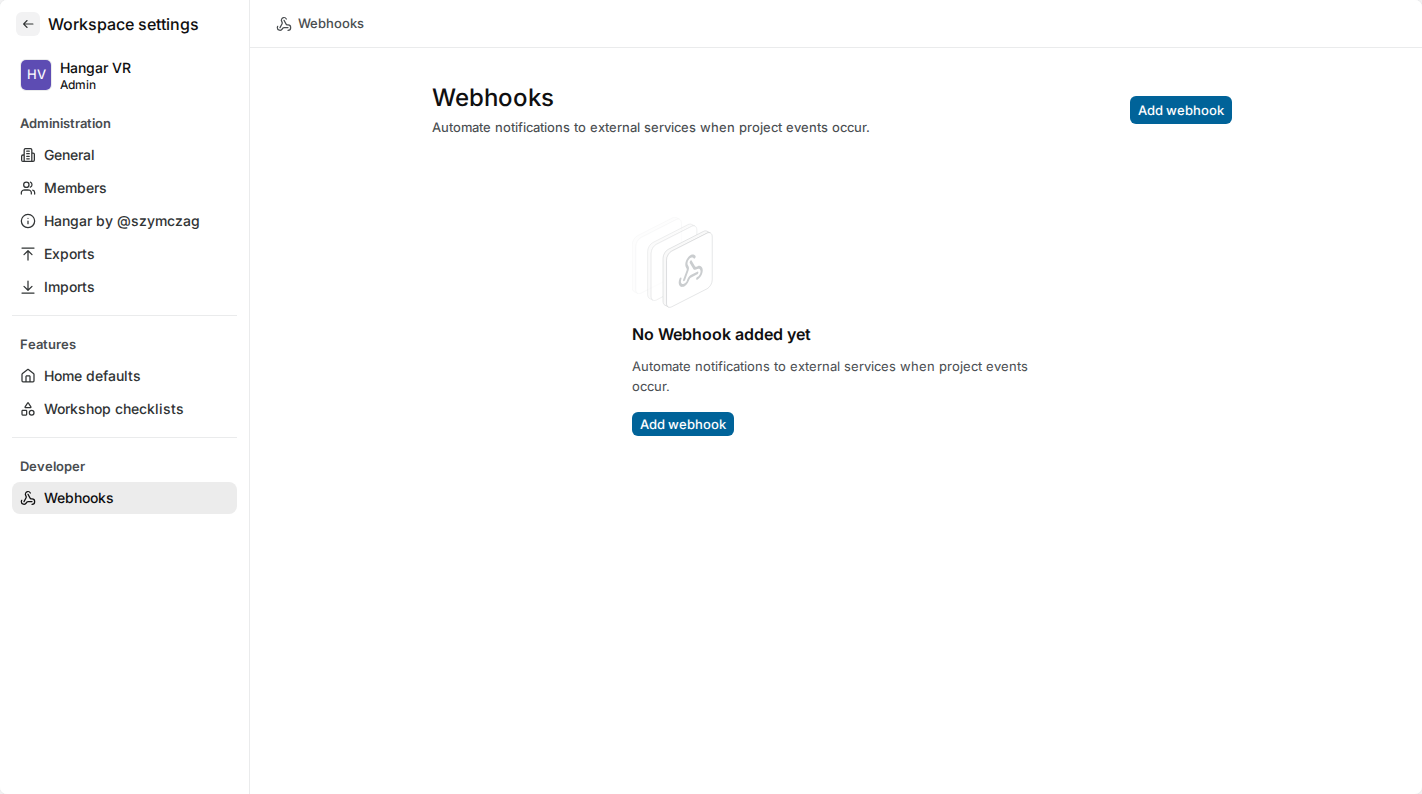 Workspace settings
HV
Hangar VR
Admin
Administration
General
Members
Hangar by @szymczag
Exports
Imports
Features
Home defaults
Workshop checklists
Developer
Webhooks
Webhooks
Webhooks
Automate notifications to external services when project events occur.
Add webhook
No Webhook added yet
Automate notifications to external services when project events
occur.
Add webhook